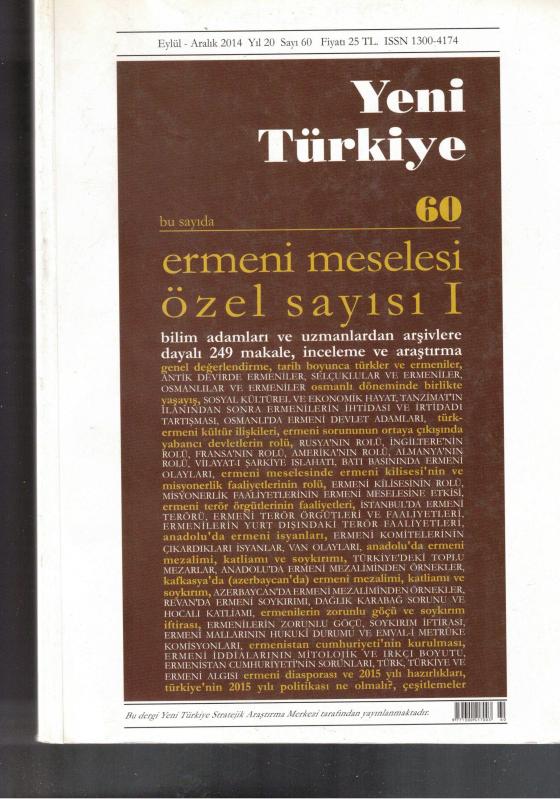 Eylül - Aralık 2014 Yıl 20 Sayı 60 Fiyatı 25 TL. ISSN 1300-4174
Yeni
Türkiye
60
bu sayıda
ermeni meselesi
özel sayısı I
bilim adamları ve uzmanlardan arşivlere
dayalı 249 makale, inceleme ve araştırma
genel değerlendirme, tarih boyunca türkler ve ermeniler,
ANTİK DEVİRDE ERMENİLER, SELÇUKLULAR VE ERMENİLER,
OSMANLILAR VE ERMENİLER osmanlı döneminde birlikte
yaşayış, SOSYAL KÜLTÜREL VE EKONOMİK HAYAT, TANZİMAT'IN
İLÂNINDAN SONRA ERMENİLERİN İHTİDASI VE İRTİDADI
TARTIŞMASI, OSMANLI'DA ERMENİ DEVLET ADAMLARI, türk-
ermeni kültür ilişkileri, ermeni sorununun ortaya çıkışında
yabancı devletlerin rolü, RUSYA'NIN ROLÜ, İNGİLTERE'NİN
ROLÜ, FRANSA'NIN ROLÜ, AMERİKA'NIN ROLÜ, ALMANYA'NIN
ROLÜ, VİLAYAT-I ŞARKİYE ISLAHATI, BATI BASININDA ERMENİ
OLAYLARI, ermeni meselesinde ermeni kilisesi'nin ve
misyonerlik faaliyetlerinin rolü, ERMENİ KİLİSESİNİN ROLÜ,
MİSYONERLİK FAALİYETLERİNİN ERMENİ MESELESİNE ETKİSİ,
ermeni terör örgütlerinin faaliyetleri, İSTANBUL'DA ERMENİ
TERÖRÜ, ERMENİ TERÖR ÖRGÜTLERİ VE FAALİYETLERİ,
ERMENİLERİN YURT DIŞINDAKİ TERÖR FAALİYETLERİ,
anadolu'da ermeni isyanları, ERMENİ KOMİTELERİNİN
ÇIKARDIKLARI İSYANLAR, VAN OLAYLARI, anadolu'da ermeni
mezalimi, katliamı ve soykırımı, TÜRKİYE'DEKİ TOPLU
MEZARLAR, ANADOLU'DA ERMENİ MEZALİMİNDEN ÖRNEKLER,
kafkasya'da (azerbaycan'da) ermeni mezalimi, katliamı ve
soykırım, AZERBAYCAN'DA ERMENİ MEZALİMİNDEN ÖRNEKLER,
REVAN'DA ERMENİ SOYKIRIMI, DAĞLIK KARABAĞ SORUNU VE
HOCALI KATLİAMI, ermenilerin zorunlu göçü ve soykırım
iftirası, ERMENİLERİN ZORUNLU GÖÇÜ, SOYKIRIM İFTİRASI,
ERMENİ MALLARININ HUKUKİ DURUMU VE EMVAL-İ METRÛKE
KOMİSYONLARI, ermenistan cumhuriyeti'nin kurulması,
ERMENİ İDDİALARININ MİTOLOJİK VE IRKÇI BOYUTU,
ERMENİSTAN CUMHURİYETİ'NİN SORUNLARI, TÜRK, TÜRKİYE VE
ERMENİ ALGISI ermeni diasporası ve 2015 yılı hazırlıkları,
türkiye'nin 2015 yılı politikası ne olmalı?, çeşitlemeler
Bu dergi Yeni Türkiye Stratejik Araştırma Merkezi tarafından yayınlanmaktadır.